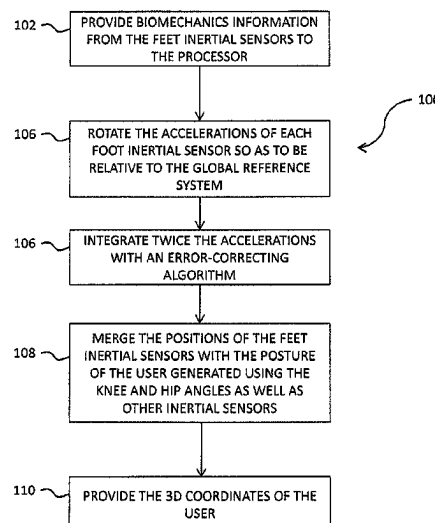 102
PROVIDE BIOMECHANICS INFORMATION
FROM THE FEET INERTIAL SENSORS TO
THE PROCESSOR
106
ROTATE THE ACCELERATIONS OF EACH
FOOT INERTIAL SENSOR SO AS TO BE
RELATIVE TO THE GLOBAL REFERENCE
SYSTEM
106
INTEGRATE TWICE THE ACCELERATIONS
WITH AN ERROR-CORRECTING
ALGORITHM
108
MERGE THE POSITIONS OF THE FEET
INERTIAL SENSORS WITH THE POSTURE
OF THE USER GENERATED USING THE
KNEE AND HIP ANGLES AS WELL AS
OTHER INERTIAL SENSORS
110
PROVIDE THE 3D COORDINATES OF THE
USER